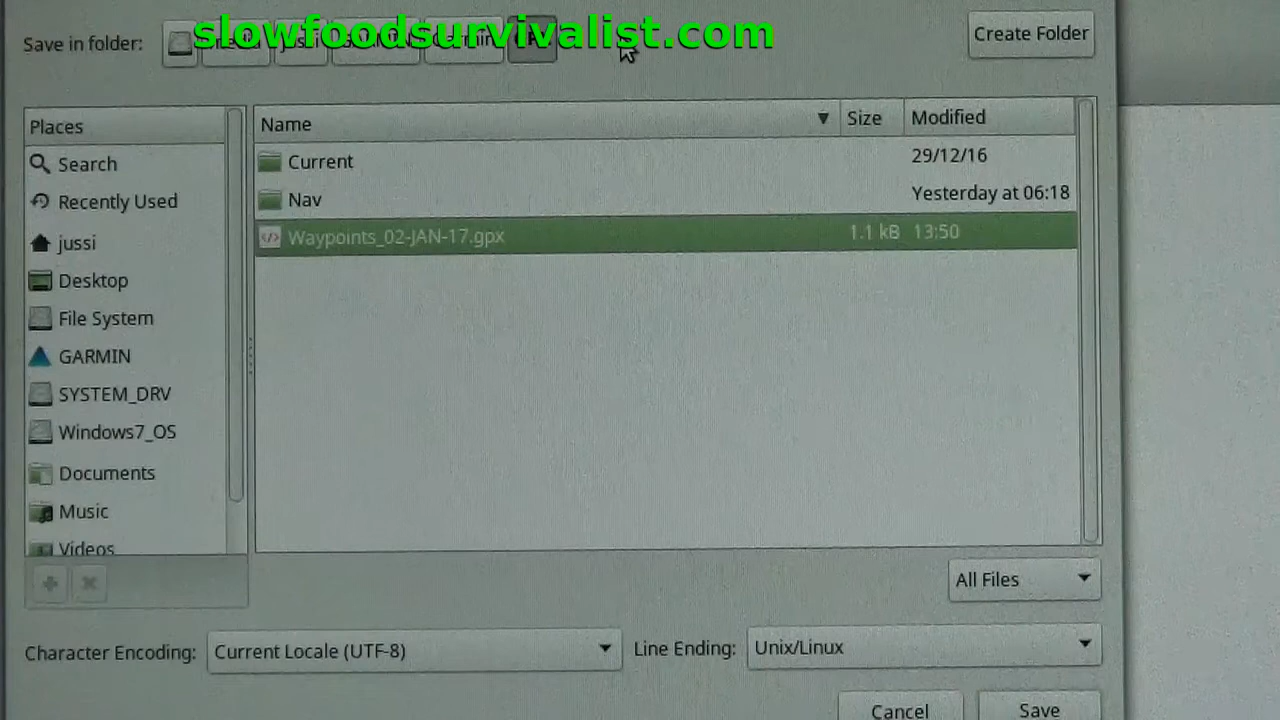 slowfoodsurvivalist.com
Save in folder:
Create Folder
Places
Name Size Modified
Search
Current 29/12/16
Recently Used
Nav Yesterday at 06:18
jussi
Waypoints_02-JAN-17.gpx 1.1 kB 13:50
Desktop
File System
GARMIN
SYSTEM_DRV
Windows7_OS
Documents
Music
Videos
All Files
Character Encoding: Current Locale (UTF-8) Line Ending: Unix/Linux
Cancel Save